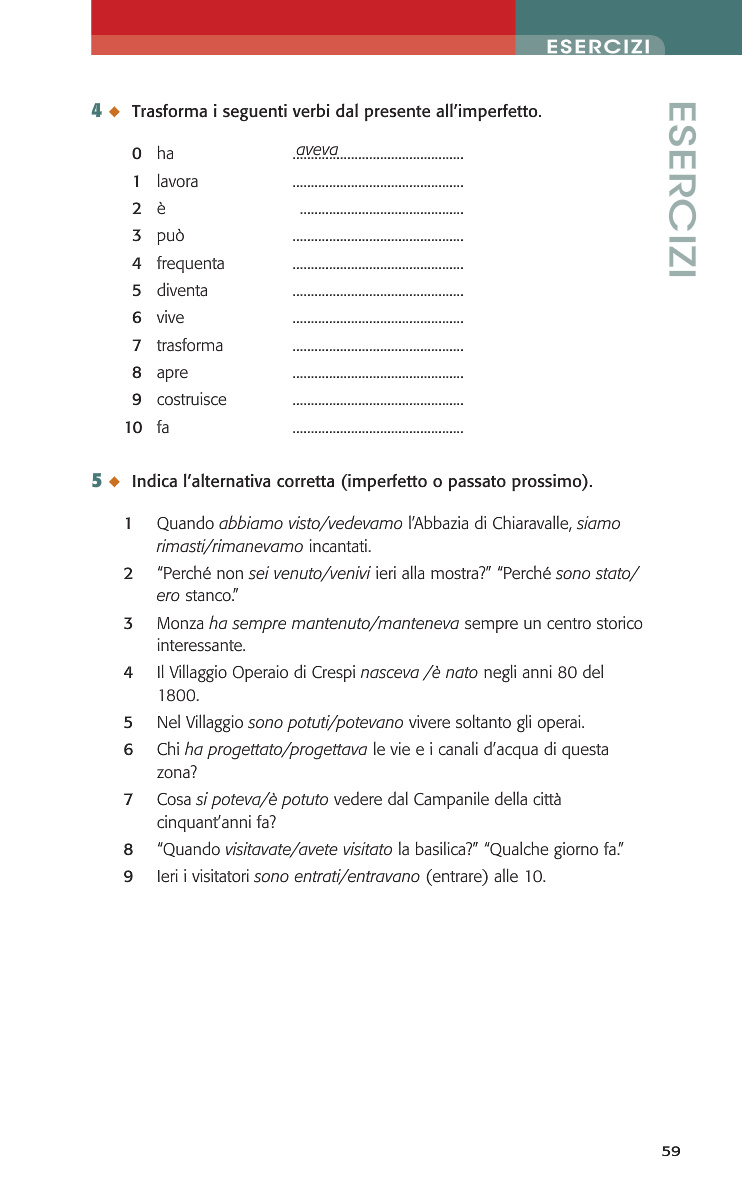 ESERCIZI
ESERCIZI
4 ◆ Trasforma i seguenti verbi dal presente all'imperfetto.
0 ha aveva
1 lavora ...............................................
2 è .............................................
3 può ...............................................
4 frequenta ...............................................
5 diventa ...............................................
6 vive ...............................................
7 trasforma ...............................................
8 apre ...............................................
9 costruisce ...............................................
10 fa ...............................................
5 ◆ Indica l'alternativa corretta (imperfetto o passato prossimo).
1 Quando abbiamo visto/vedevamo l'Abbazia di Chiaravalle, siamo
rimasti/rimanevamo incantati.
2 “Perché non sei venuto/venivi ieri alla mostra?” “Perché sono stato/
ero stanco.”
3 Monza ha sempre mantenuto/manteneva sempre un centro storico
interessante.
4 Il Villaggio Operaio di Crespi nasceva /è nato negli anni 80 del
1800.
5 Nel Villaggio sono potuti/potevano vivere soltanto gli operai.
6 Chi ha progettato/progettava le vie e i canali d'acqua di questa
zona?
7 Cosa si poteva/è potuto vedere dal Campanile della città
cinquant'anni fa?
8 “Quando visitavate/avete visitato la basilica?” “Qualche giorno fa.”
9 Ieri i visitatori sono entrati/entravano (entrare) alle 10.
59